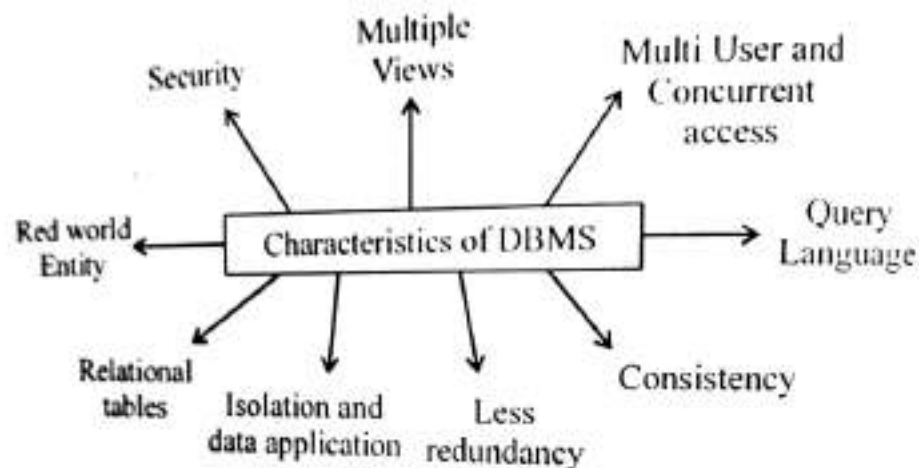 Multiple
Views
Security
Multi User and
Concurrent
access
Characteristics of DBMS
Query
Language
Red world
Entity
Relational
tables
Isolation and
data application
Less
redundancy
Consistency